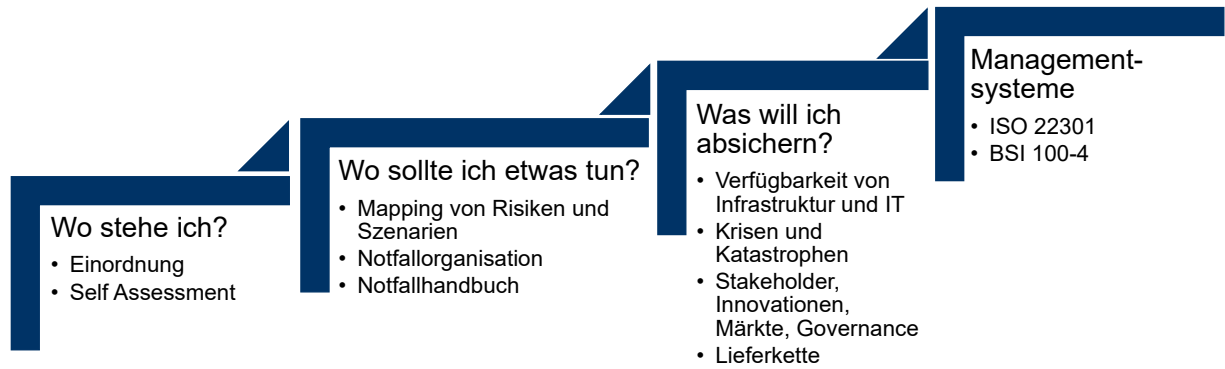 Wo stehe ich?
• Einordnung
• Self Assessment
Wo sollte ich etwas tun?
• Mapping von Risiken und
Szenarien
• Notfallorganisation
• Notfallhandbuch
Was will ich
absichern?
• Verfügbarkeit von
Infrastruktur und IT
• Krisen und
Katastrophen
• Stakeholder,
Innovationen,
Märkte, Governance
• Lieferkette
Management-
systeme
• ISO 22301
• BSI 100-4